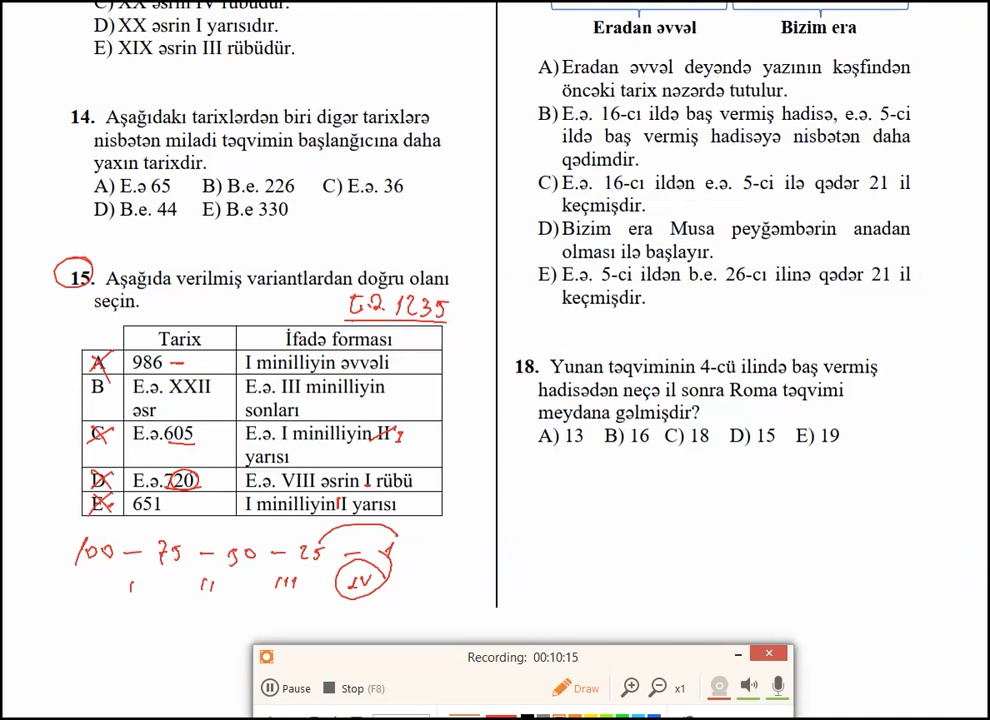 C) XX əsrin IV rübüdür.
D) XX əsrin I yarısıdır.
E) XIX əsrin III rübüdür.
14. Aşağıdakı tarixlərdən biri digər tarixlərə
nisbətən miladi təqvimin başlanğıcına daha
yaxın tarixdir.
A) E.ə 65 B) B.e. 226 C) E.ə. 36
D) B.e. 44 E) B.e 330
15. Aşağıda verilmiş variantlardan doğru olanı
seçin.
E.ə. 1235
Tarix İfadə forması
A 986 – I minilliyin əvvəli
B E.ə. XXII E.ə. III minilliyin
əsr sonları
C E.ə.605 E.ə. I minilliyin II I
yarısı
D E.ə.720 E.ə. VIII əsrin I rübü
E 651 I minilliyin II yarısı
100 – 75 – 50 – 25 – 1
I II III IV
Eradan əvvəl Bizim era
A) Eradan əvvəl deyəndə yazının kəşfindən
öncəki tarix nəzərdə tutulur.
B) E.ə. 16-cı ildə baş vermiş hadisə, e.ə. 5-ci
ildə baş vermiş hadisəyə nisbətən daha
qədimdir.
C) E.ə. 16-cı ildən e.ə. 5-ci ilə qədər 21 il
keçmişdir.
D) Bizim era Musa peyğəmbərin anadan
olması ilə başlayır.
E) E.ə. 5-ci ildən b.e. 26-cı ilinə qədər 21 il
keçmişdir.
18. Yunan təqviminin 4-cü ilində baş vermiş
hadisədən neçə il sonra Roma təqvimi
meydana gəlmişdir?
A) 13 B) 16 C) 18 D) 15 E) 19
Recording: 00:10:15
Pause Stop (F8) Draw x1